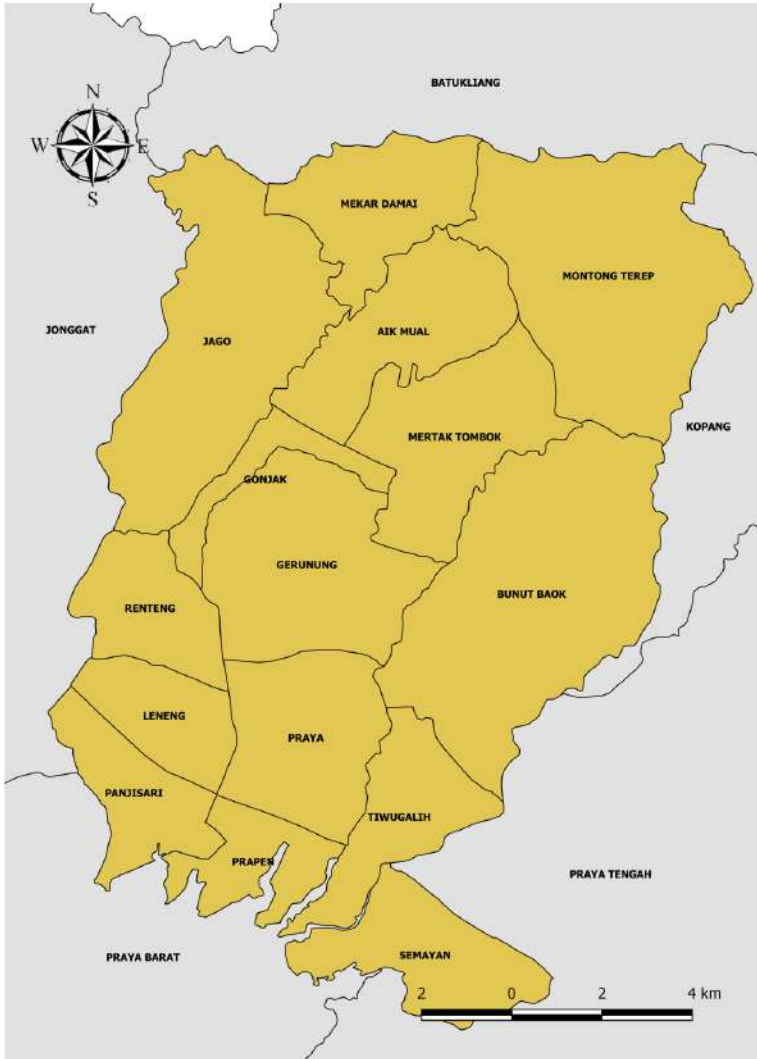 BATUKLIANG
N
W E
S
MEKAR DAMAI
MONTONG TEREP
JONGGAT
JAGO
AIK MUAL
KOPANG
MERTAK TOMBOK
GONJAK
GERUNUNG
BUNUT BAOK
RENTENG
LENENG
PRAYA
PANJISARI
TIWUGALIH
PRAPEN
PRAYA TENGAH
PRAYA BARAT
SEMAYAN
2 0 2 4 km